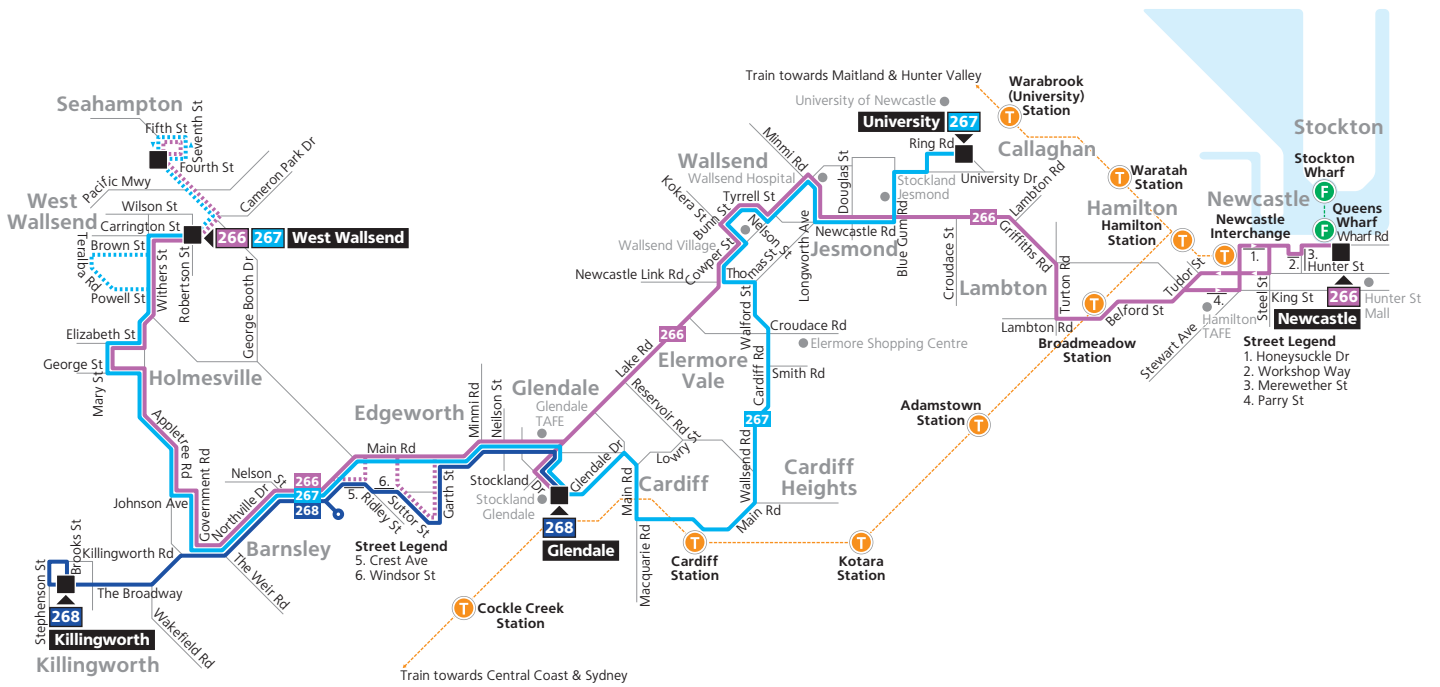 Train towards Maitland & Hunter Valley
Warabrook
(University)
Station
University of Newcastle
University 267
Ring Rd
University Dr
Callaghan
Waratah
Station
Stockton
Stockton
Wharf
F
Queens
Wharf
F
Wharf Rd
Seahampton
Fifth St
Seventh St
Fourth St
Pacific Mwy
Cameron Park Dr
West
Wallsend
Wilson St
Carrington St
Brown St
Teralba Rd
Powell St
Withers St
Robertson St
George Booth Dr
266 267 West Wallsend
Elizabeth St
George St
Mary St
Holmesville
Appletree Rd
Johnson Ave
Government Rd
Northville Dr
Nelson St
266
267
268
Killingworth Rd
Brooks St
Stephenson St
The Broadway
268
Killingworth
Killingworth
Wakefield Rd
The Weir Rd
Barnsley
Edgeworth
Main Rd
5.
6.
Ridley St
Suttor St
Garth St
Street Legend
5. Crest Ave
6. Windsor St
Minmi Rd
Neilson St
Glendale
Glendale
TAFE
Stockland Dr
Stockland
Glendale
Glendale Dr
268
Glendale
Lake Rd
266
Reservoir Rd
Lowry St
Main Rd
Cardiff
Macquarie Rd
Main Rd
Wallsend Rd
267
Cardiff Rd
Cardiff
Heights
Smith Rd
Croudace Rd
Elermore Shopping Centre
Elermore
Vale
Walford St
Thomas St
Newcastle Link Rd
Cowper St
Wallsend Village
Kokera St
Bunn St
Tyrrell St
Nelson St
Wallsend
Wallsend Hospital
Minmi Rd
Longworth Ave
Douglas St
Newcastle Rd
Jesmond
Stockland
Jesmond
Blue Gum Rd
Croudace St
266
Lambton Rd
Griffiths Rd
Lambton
Turton Rd
Lambton Rd
Broadmeadow
Station
Belford St
Tudor St
Hamilton
Hamilton
Station
Newcastle
Newcastle
Interchange
Stewart Ave
Hamilton
TAFE
Steel St
1.
2.
3.
4.
Hunter St
King St
266
Newcastle
Hunter St
Mall
Street Legend
1. Honeysuckle Dr
2. Workshop Way
3. Merewether St
4. Parry St
Adamstown
Station
Kotara
Station
Cardiff
Station
Cockle Creek
Station
Train towards Central Coast & Sydney
T
T
T
T
T
T
T
T
T